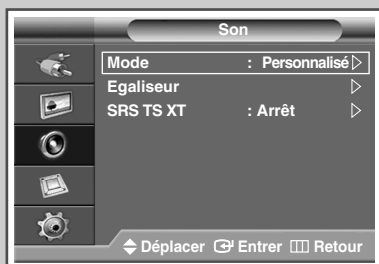 Son
Mode : Personnalisé
Egaliseur
SRS TS XT : Arrêt
Déplacer Entrer Retour